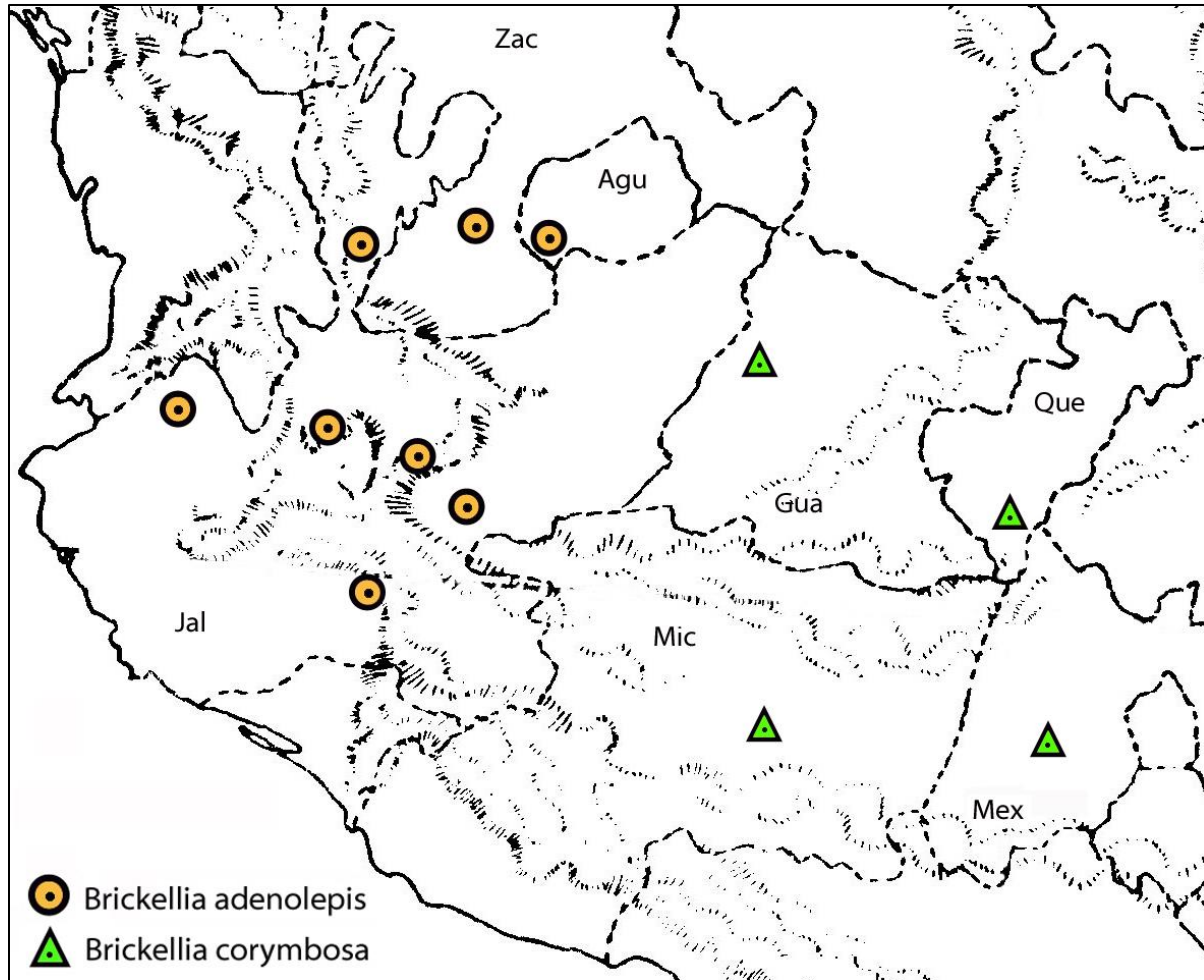 Zac
Agu
Que
Gua
Jal
Mic
Mex
Brickellia adenolepis
Brickellia corymbosa